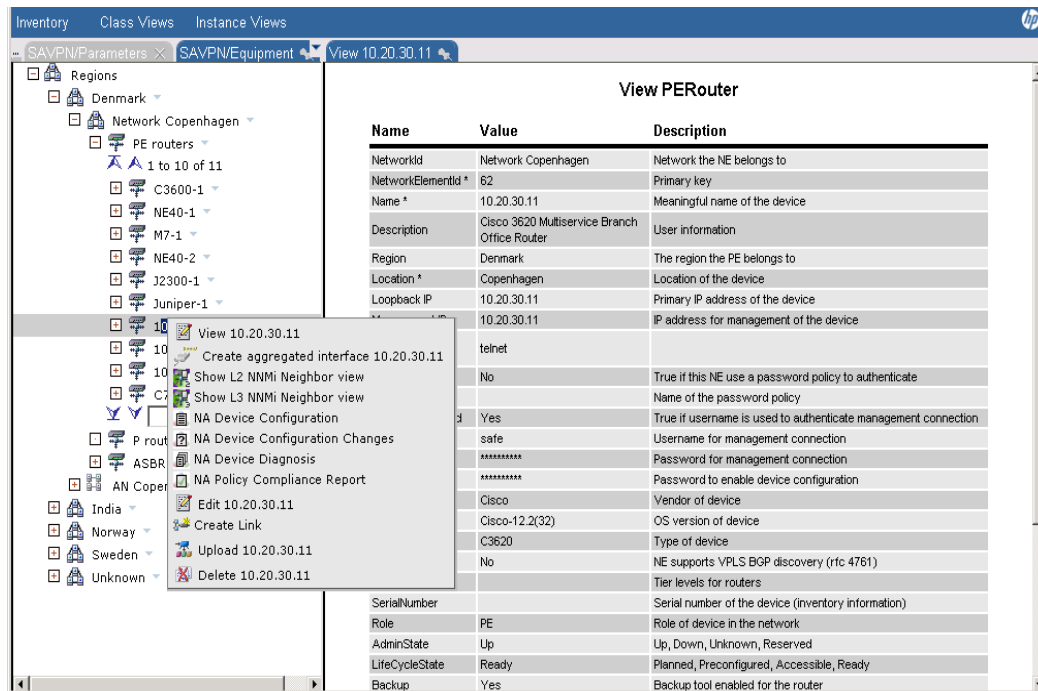 Inventory Class Views Instance Views
hp
SAVPN/Parameters SAVPN/Equipment View 10.20.30.11
Regions
Denmark
Network Copenhagen
PE routers
1 to 10 of 11
C3600-1
NE40-1
M7-1
NE40-2
J2300-1
Juniper-1
10
10
10
C7
P rout
ASBR
AN Coper
India
Norway
Sweden
Unknown
View 10.20.30.11
Create aggregated interface 10.20.30.11
Show L2 NNMi Neighbor view
Show L3 NNMi Neighbor view
NA Device Configuration
NA Device Configuration Changes
NA Device Diagnosis
NA Policy Compliance Report
Edit 10.20.30.11
Create Link
Upload 10.20.30.11
Delete 10.20.30.11
View PERouter
Name Value Description
NetworkId Network Copenhagen Network the NE belongs to
NetworkElementId * 62 Primary key
Name * 10.20.30.11 Meaningful name of the device
Description Cisco 3620 Multiservice Branch Office Router User information
Region Denmark The region the PE belongs to
Location * Copenhagen Location of the device
Loopback IP 10.20.30.11 Primary IP address of the device
10.20.30.11 IP address for management of the device
telnet
No True if this NE use a password policy to authenticate
Name of the password policy
d Yes True if username is used to authenticate management connection
safe Username for management connection
********** Password for management connection
********** Password to enable device configuration
Cisco Vendor of device
Cisco-12.2(32) OS version of device
C3620 Type of device
No NE supports VPLS BGP discovery (rfc 4761)
Tier levels for routers
SerialNumber Serial number of the device (inventory information)
Role PE Role of device in the network
AdminState Up Up, Down, Unknown, Reserved
LifeCycleState Ready Planned, Preconfigured, Accessible, Ready
Backup Yes Backup tool enabled for the router